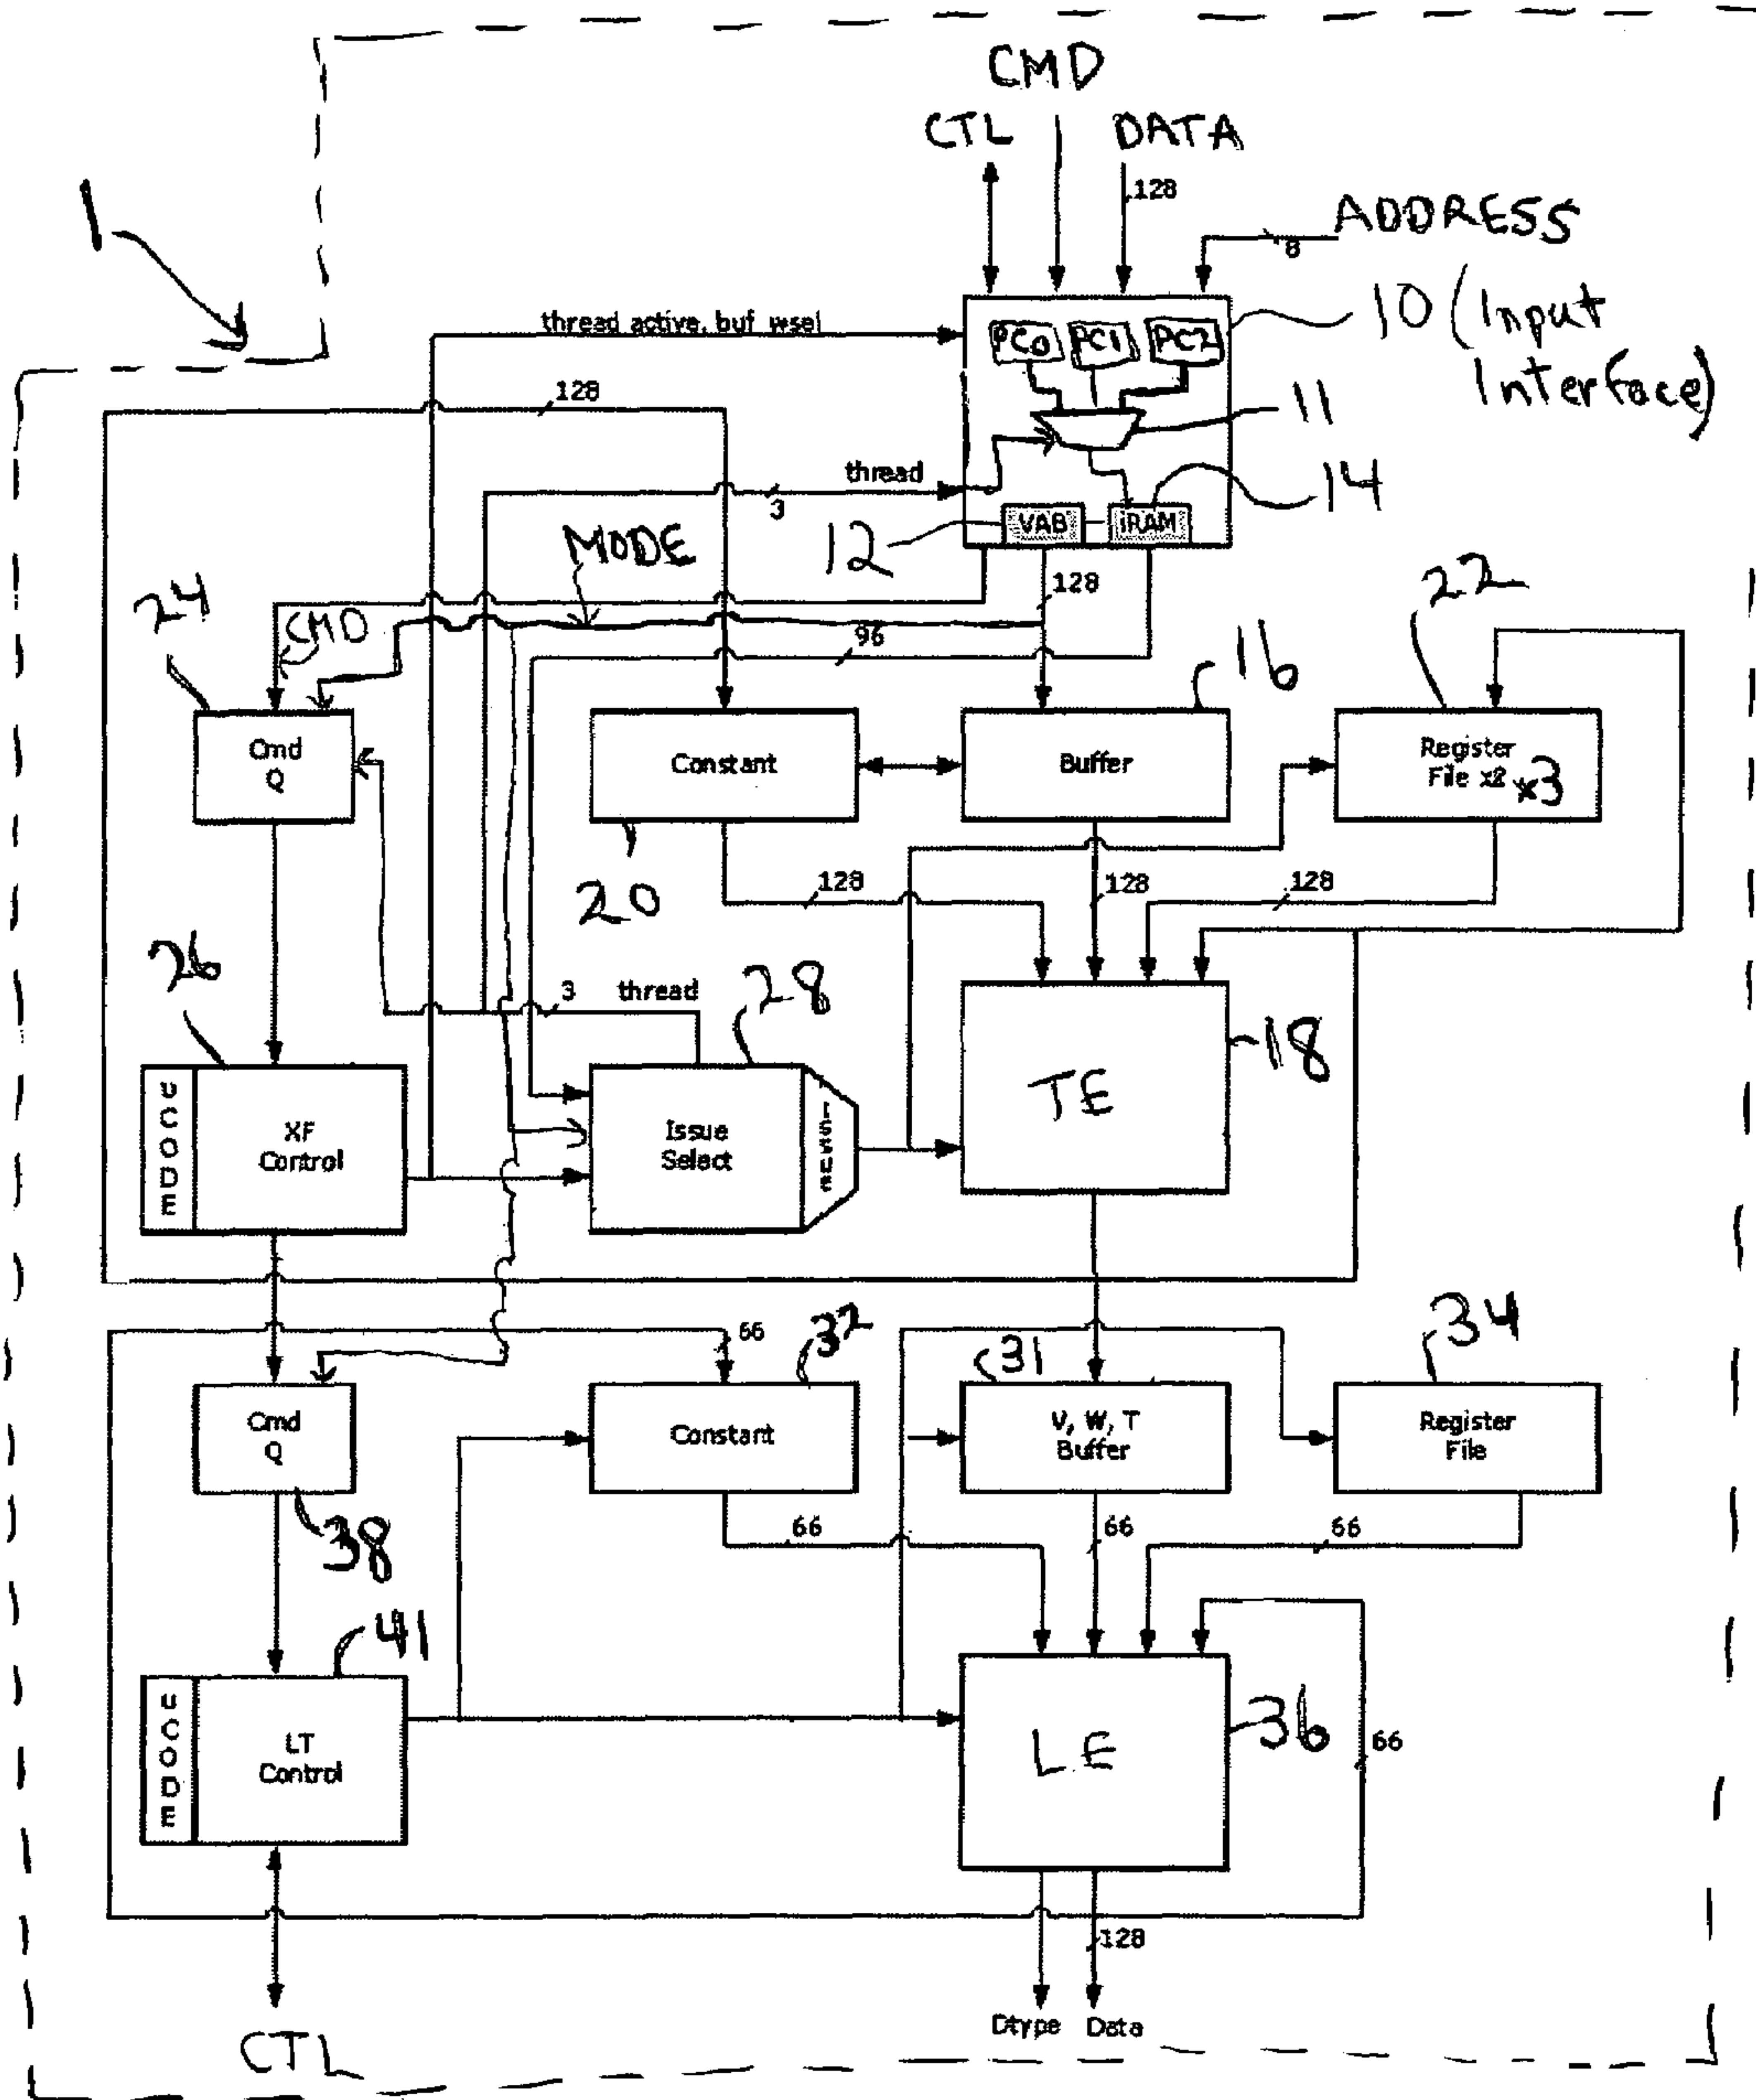 CMD
CTL
DATA
128
ADDRESS
8
1
10 (Input
Interface)
thread active, buf wsel
PC0
PC1
PC2
128
11
thread
3
14
12
VAB
iRAM
MODE
128
24
CMD
96
22
16
Cmd
Q
Constant
Buffer
Register
File x2 x3
20
128
128
128
26
3
thread
28
18
UCODE
XF
Control
Issue
Select
ISSUE
TE
66
32
31
34
Cmd
Q
Constant
V, W, T
Buffer
Register
File
38
66
66
66
41
UCODE
LT
Control
LE
36
66
128
Dtype
Data
CTL